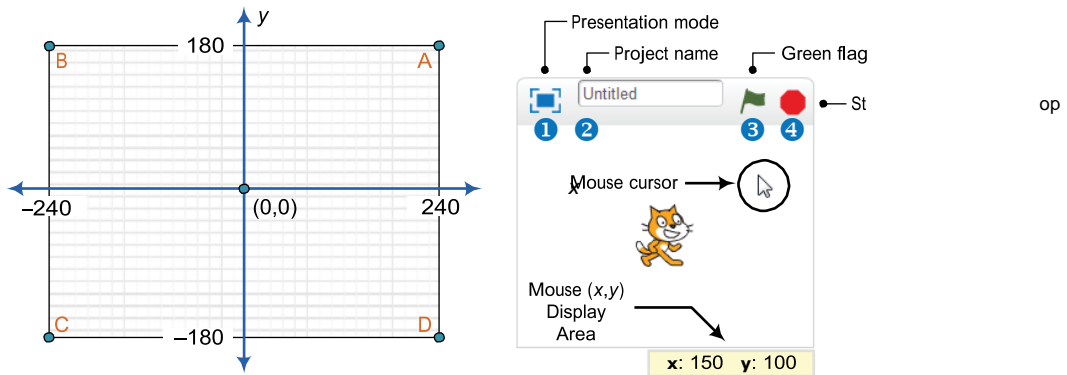 y
180
B
A
–240
(0,0)
240
x
C
D
–180
Presentation mode
Project name
Green flag
Untitled
St op
1 2 3 4
Mouse cursor
Mouse (x,y)
Display
Area
x: 150 y: 100